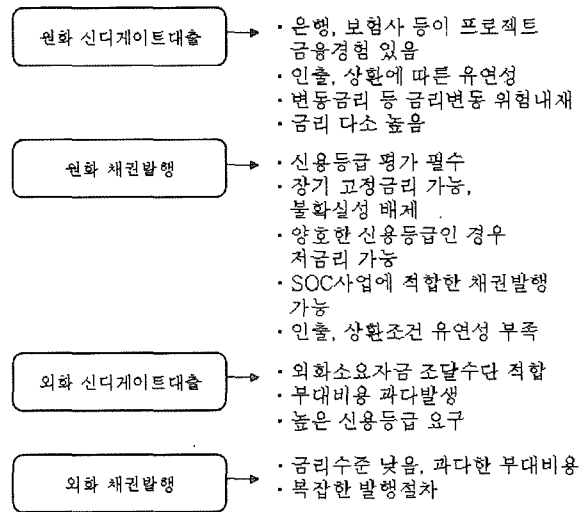 원화 신디게이트대출
· 은행, 보험사 등이 프로젝트
금융경험 있음
· 인출, 상환에 따른 유연성
· 변동금리 등 금리변동 위험내재
· 금리 다소 높음
원화 채권발행
· 신용등급 평가 필수
· 장기 고정금리 가능,
불확실성 배제
· 양호한 신용등급인 경우
저금리 가능
· SOC사업에 적합한 채권발행
가능
· 인출, 상환조건 유연성 부족
외화 신디게이트대출
· 외화소요자금 조달수단 적합
· 부대비용 과다발생
· 높은 신용등급 요구
외화 채권발행
· 금리수준 낮음, 과다한 부대비용
· 복잡한 발행절차